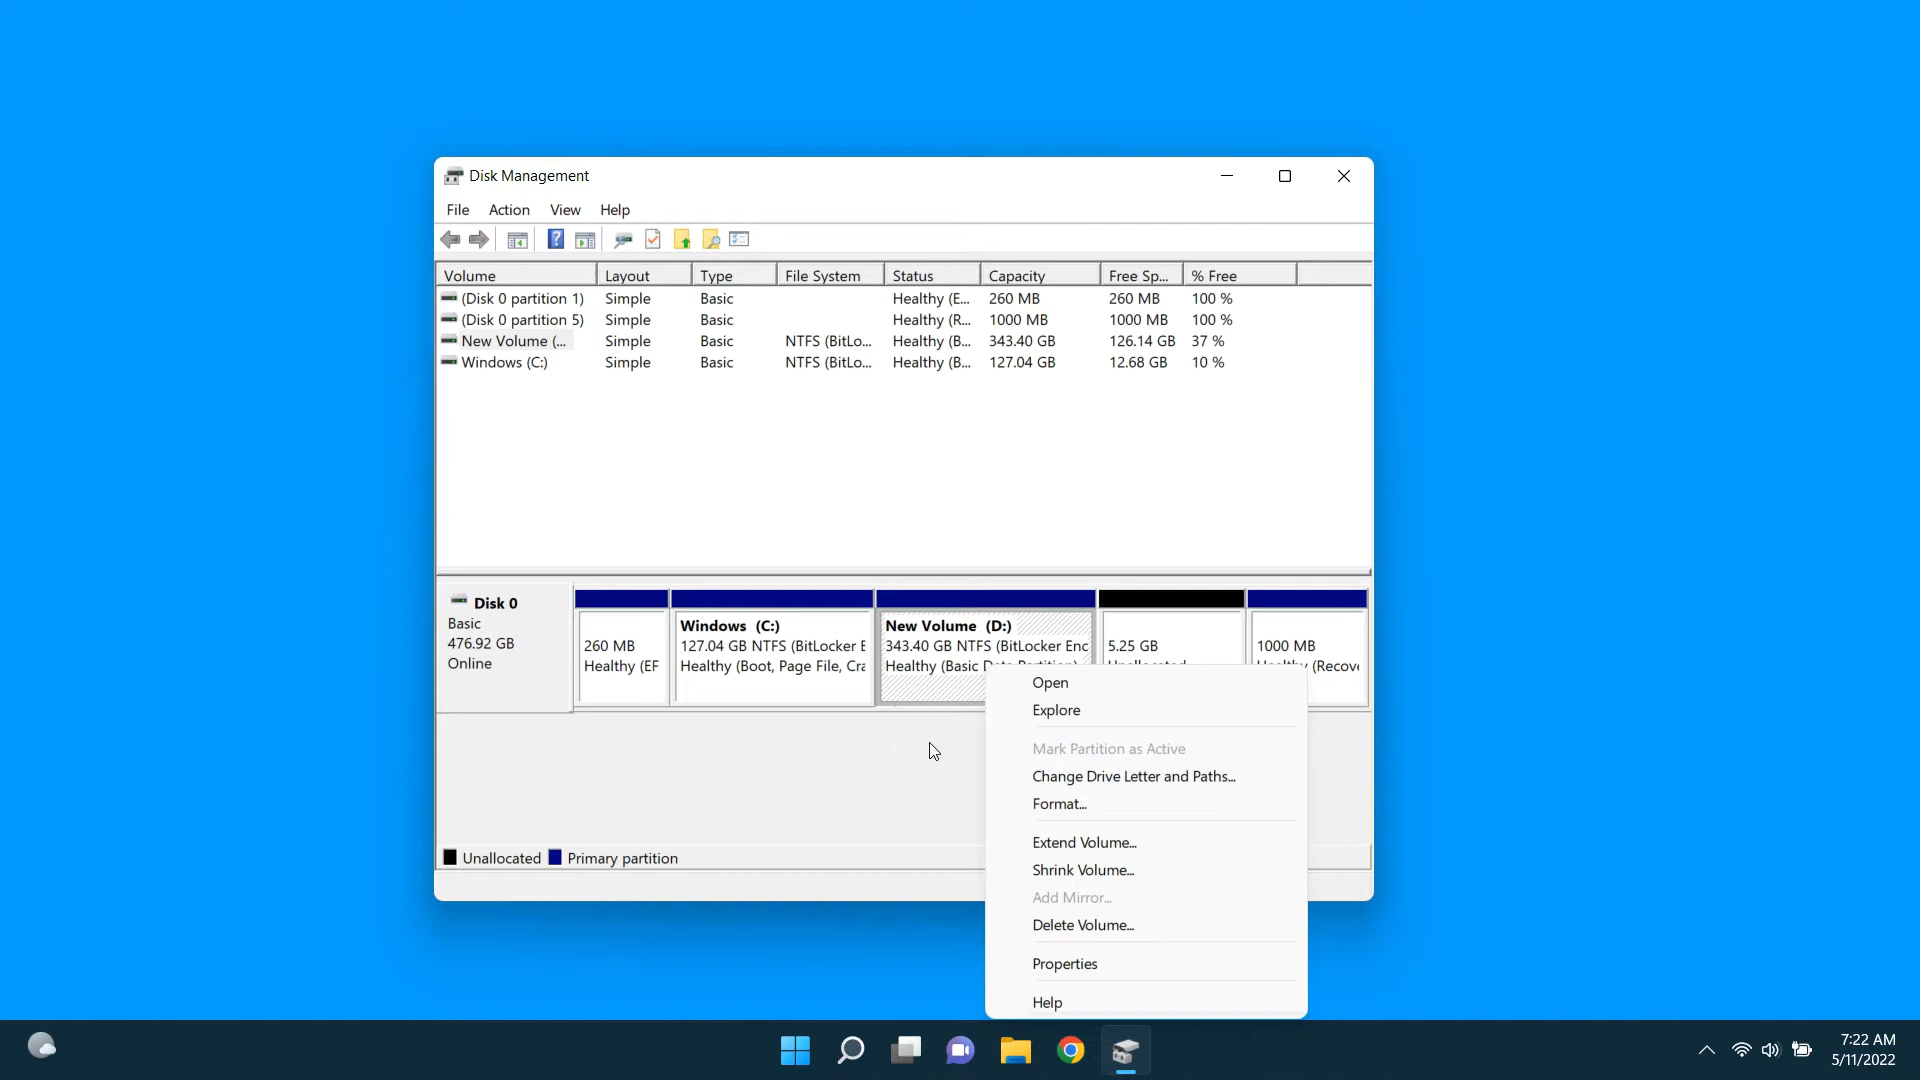 Disk Management
File Action View Help
Volume Layout Type File System Status Capacity Free Sp... % Free
(Disk 0 partition 1) Simple Basic Healthy (E... 260 MB 260 MB 100 %
(Disk 0 partition 5) Simple Basic Healthy (R... 1000 MB 1000 MB 100 %
New Volume (... Simple Basic NTFS (BitLo... Healthy (B... 343.40 GB 126.14 GB 37 %
Windows (C:) Simple Basic NTFS (BitLo... Healthy (B... 127.04 GB 12.68 GB 10 %
Disk 0
Basic
476.92 GB
Online
260 MB
Healthy (EF
Windows (C:)
127.04 GB NTFS (BitLocker E
Healthy (Boot, Page File, Cra
New Volume (D:)
343.40 GB NTFS (BitLocker Enc
Healthy (Basic Data Partition)
5.25 GB
Unallocated
1000 MB
Healthy (Recove
Open
Explore
Mark Partition as Active
Change Drive Letter and Paths...
Format...
Extend Volume...
Shrink Volume...
Add Mirror...
Delete Volume...
Properties
Help
Unallocated Primary partition
7:22 AM
5/11/2022